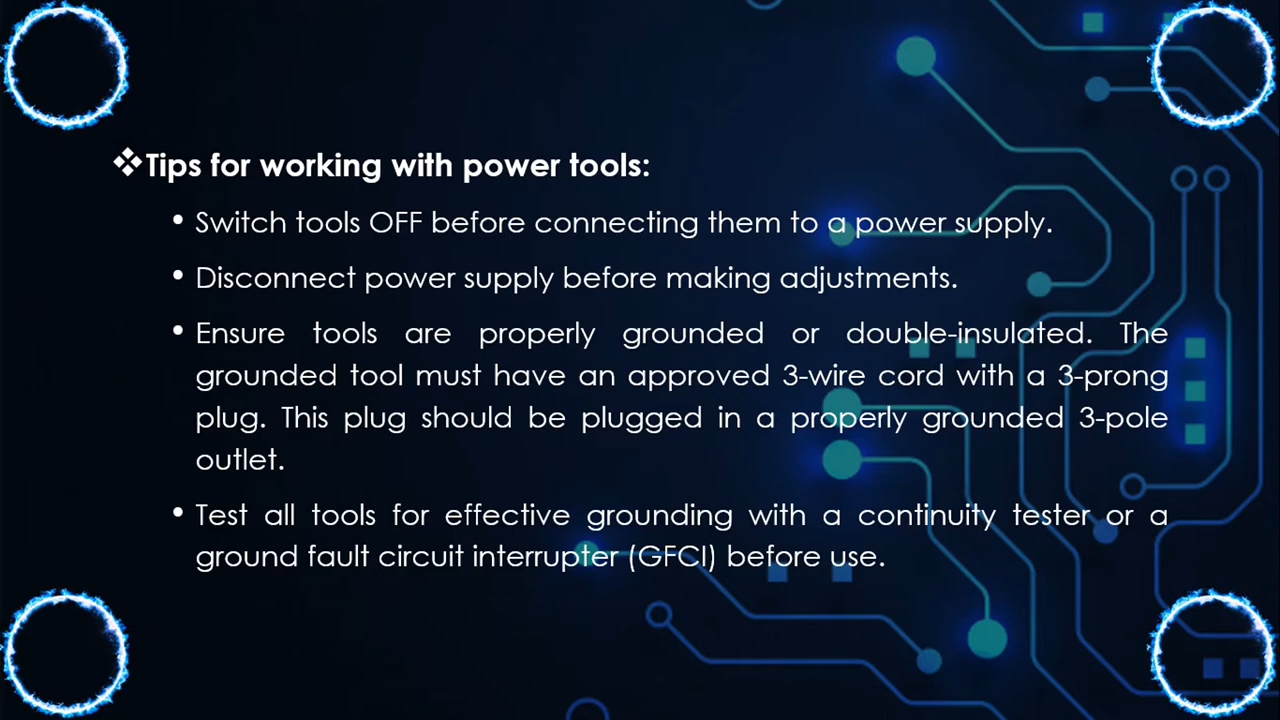 ❖Tips for working with power tools:
• Switch tools OFF before connecting them to a power supply.
• Disconnect power supply before making adjustments.
• Ensure tools are properly grounded or double-insulated. The
grounded tool must have an approved 3-wire cord with a 3-prong
plug. This plug should be plugged in a properly grounded 3-pole
outlet.
• Test all tools for effective grounding with a continuity tester or a
ground fault circuit interrupter (GFCI) before use.